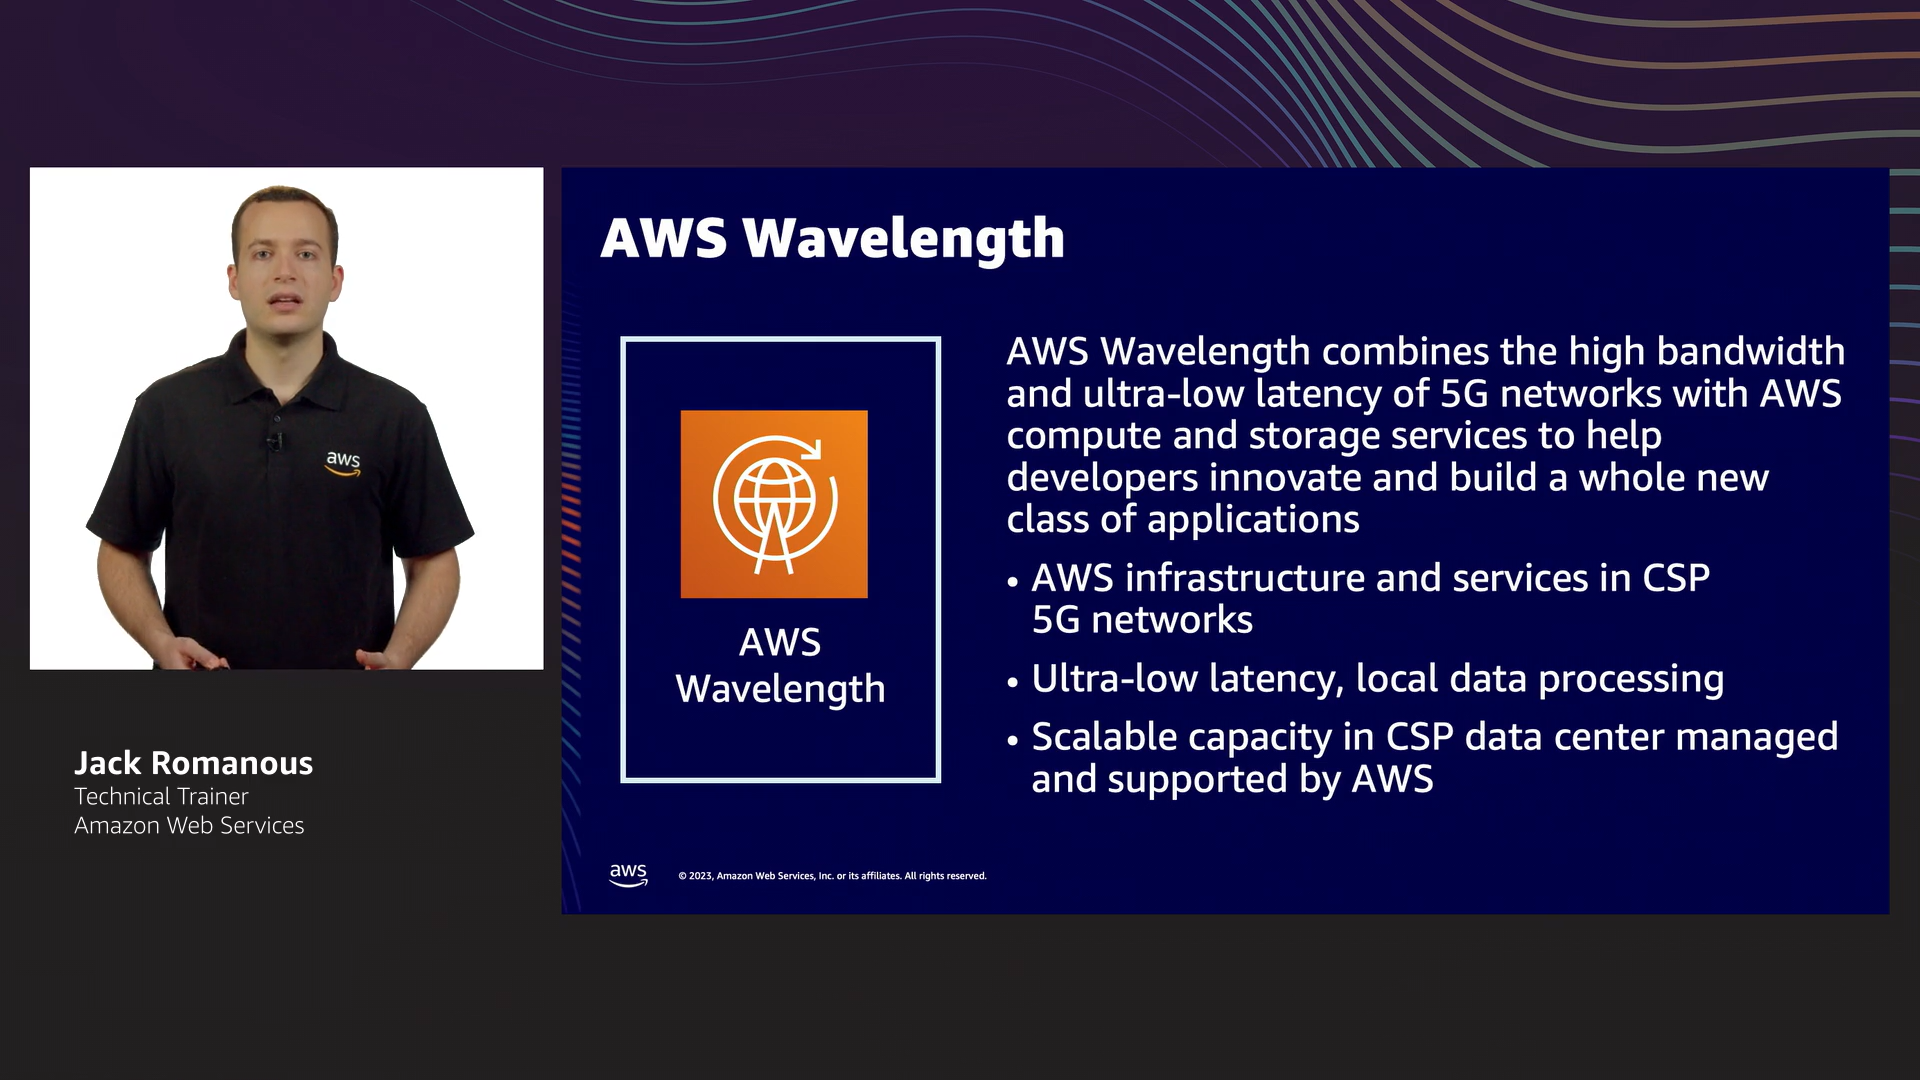 AWS Wavelength
aws
AWS
Wavelength
AWS Wavelength combines the high bandwidth
and ultra-low latency of 5G networks with AWS
compute and storage services to help
developers innovate and build a whole new
class of applications
• AWS infrastructure and services in CSP
5G networks
• Ultra-low latency, local data processing
• Scalable capacity in CSP data center managed
and supported by AWS
Jack Romanous
Technical Trainer
Amazon Web Services
aws
© 2023, Amazon Web Services, Inc. or its affiliates. All rights reserved.